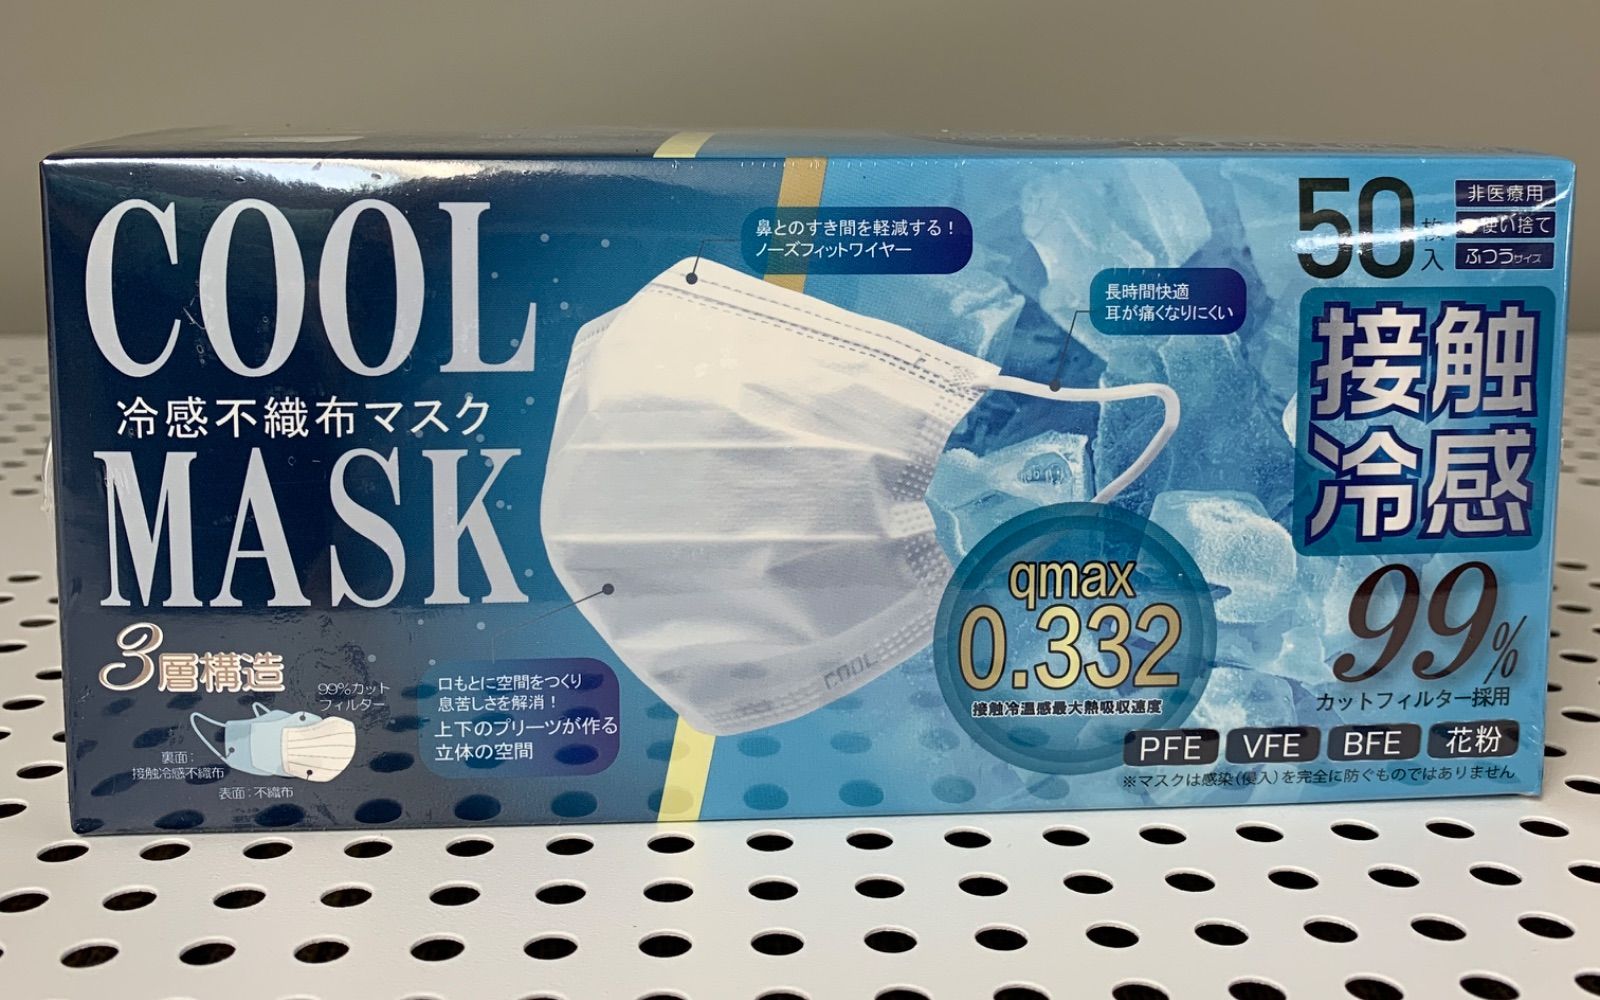 COOL
冷感不織布マスク
MASK
3層構造
99%カット
フィルター
裏面:
接触冷感不織布
表面:不織布
鼻とのすき間を軽減する!
ノーズフィットワイヤー
長時間快適
耳が痛くなりにくい
口もとに空間をつくり
息苦しさを解消!
上下のプリーツが作る
立体の空間
COOL
qmax
0.332
接触冷温感最大熱吸収速度
50枚入
非医療用
使い捨て
ふつうサイズ
接触
冷感
99%
カットフィルター採用
PFE VFE BFE 花粉
※マスクは感染(侵入)を完全に防ぐものではありません